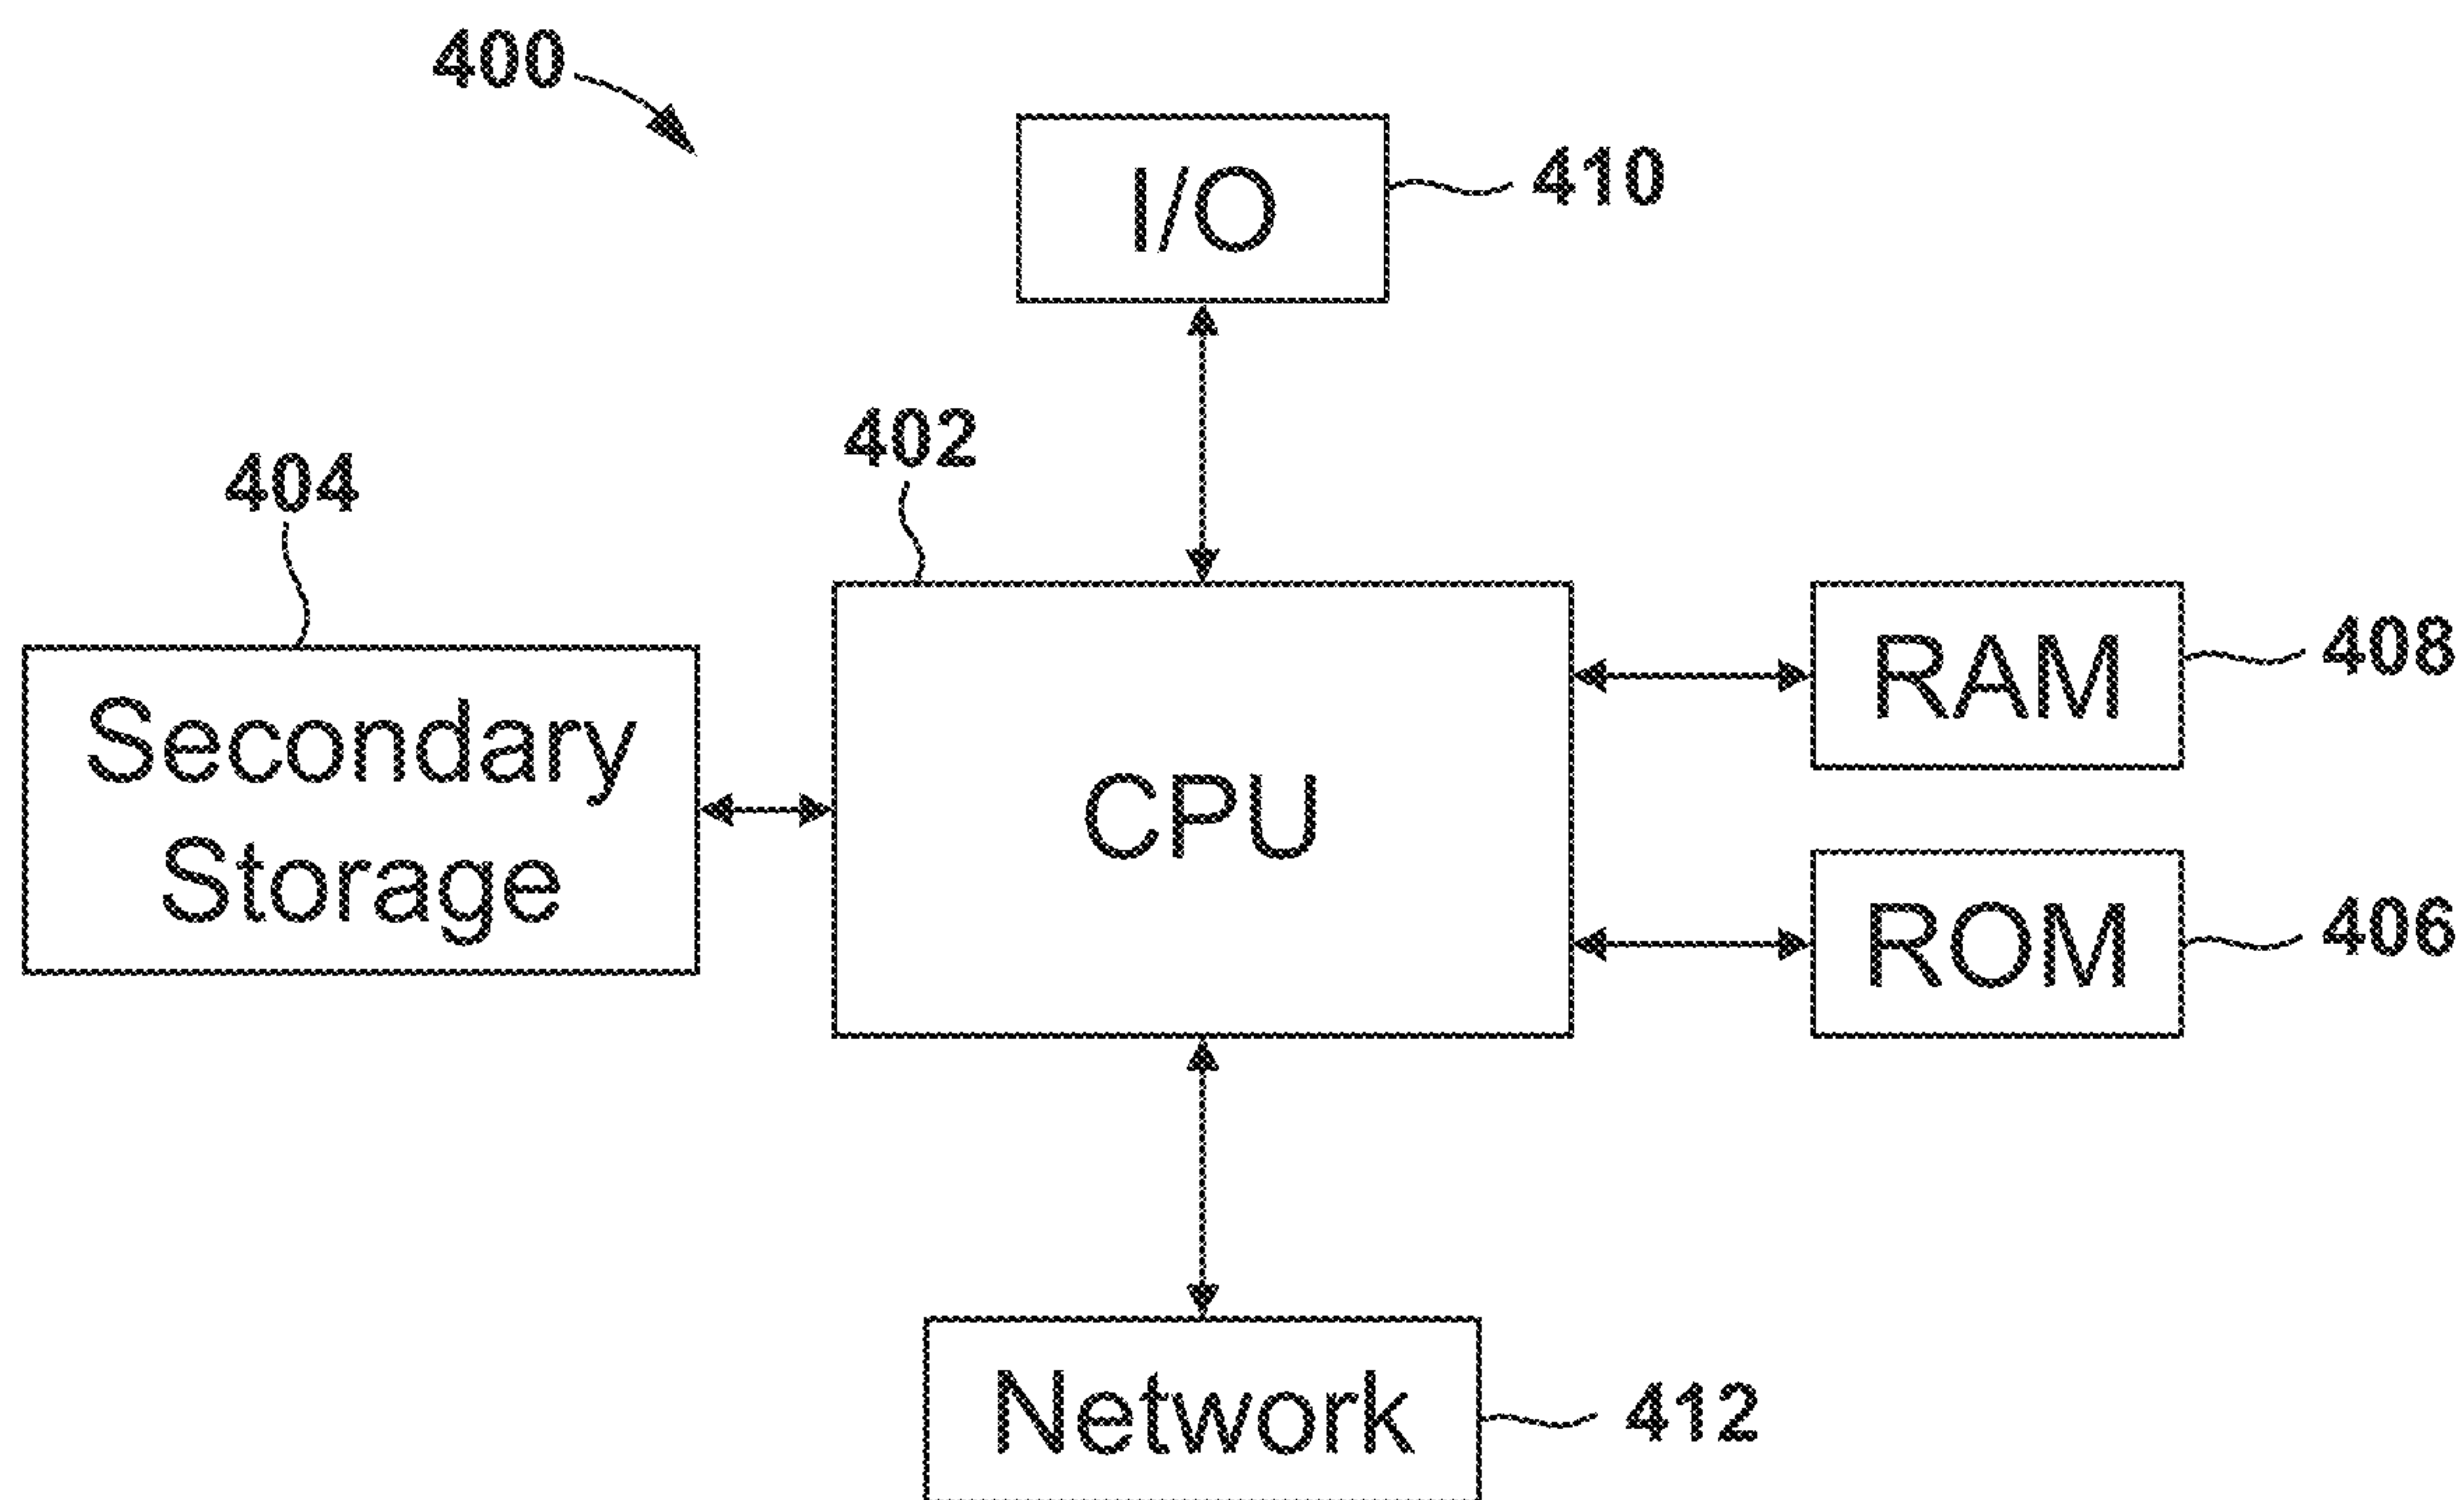 400
I/O
410
402
404
Secondary
Storage
CPU
RAM
408
ROM
406
Network
412